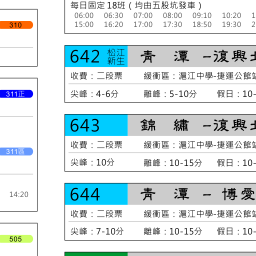 每日固定18班（均由五股坑發車）
06:00 06:30 07:00 08:00 09:10 10:20
15:00 16:20 17:00 17:30 18:50 19:30
310
311正
311區
14:20
505
642 松江新生 青潭-復興北
收費：二段票 緩衝區：滬江中學-捷運公館站
尖峰：4-6分 離峰：5-10分 假日：10-
643 錦繡-復興北
收費：二段票 緩衝區：滬江中學-捷運公館站
尖峰：10分 離峰：10-15分 假日：10-
644 青潭-博愛
收費：二段票 緩衝區：滬江中學-捷運公館站
尖峰：7-10分 離峰：10-15分 假日：10-